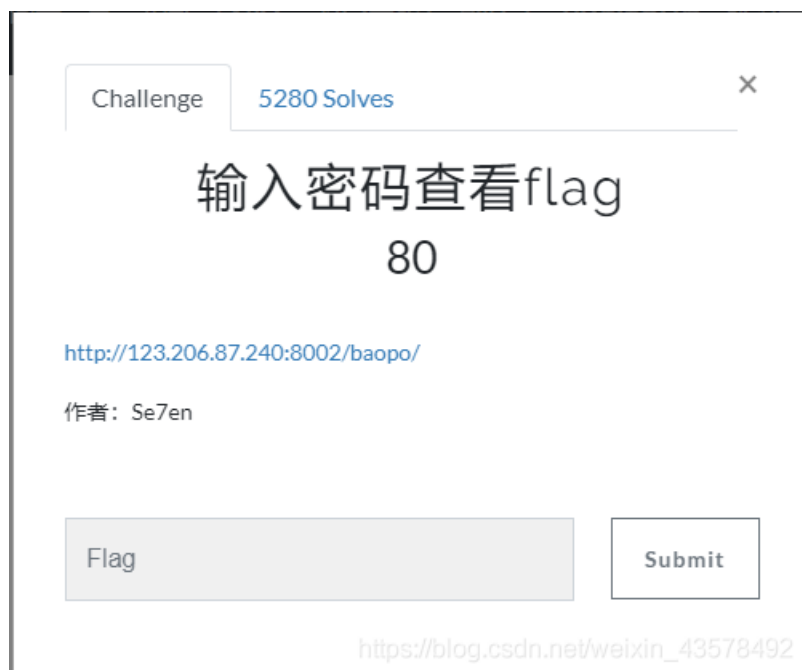 Challenge
5280 Solves
×
输入密码查看flag
80
http://123.206.87.240:8002/baopo/
作者：Se7en
Flag
Submit
https://blog.csdn.net/weixin_43578492